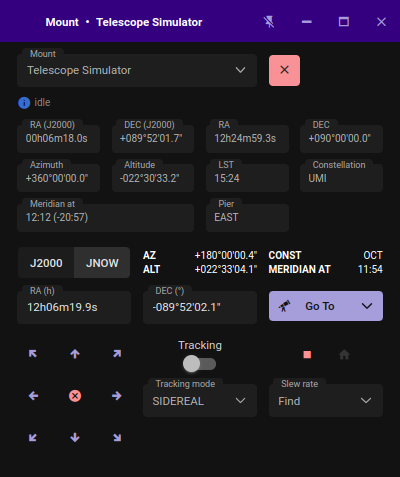 Mount • Telescope Simulator
Mount
Telescope Simulator
idle
RA (J2000) DEC (J2000) RA DEC
00h06m18.0s +089°52'01.7" 12h24m59.3s +090°00'00.0"
Azimuth Altitude LST Constellation
+360°00'00.0" -022°30'33.2" 15:24 UMI
Meridian at Pier
12:12 (-20:57) EAST
J2000 JNOW AZ +180°00'00.4" CONST OCT
ALT +022°33'04.1" MERIDIAN AT 11:54
RA (h) DEC (°)
12h06m19.9s -089°52'02.1" Go To
Tracking
Tracking mode Slew rate
SIDEREAL Find